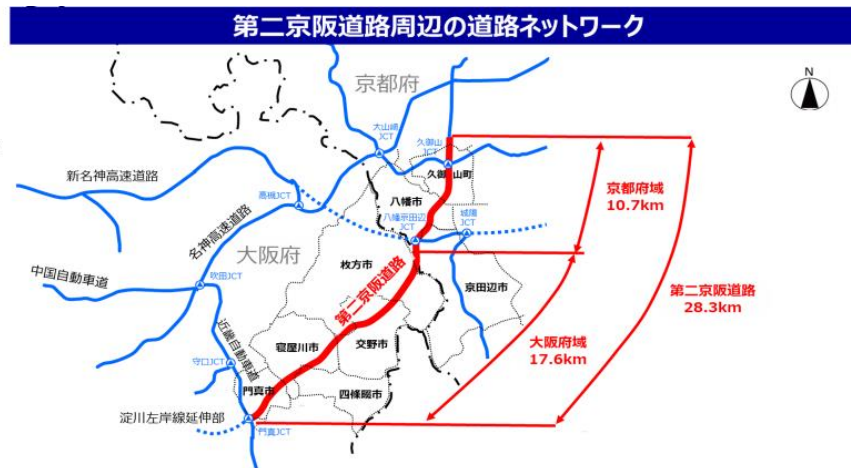 第二京阪道路周辺の道路ネットワーク
京都府
N
大山崎
JCT
久御山
JCT
久御山町
新名神高速道路
高槻JCT
八幡市
京都府域
10.7km
八幡京田辺
JCT
城陽
JCT
名神高速道路
大阪府
中国自動車道
吹田JCT
枚方市
第二京阪道路
京田辺市
第二京阪道路
28.3km
大阪府域
17.6km
近畿自動車道
寝屋川市
交野市
守口JCT
門真市
四條畷市
淀川左岸線延伸部
門真JCT